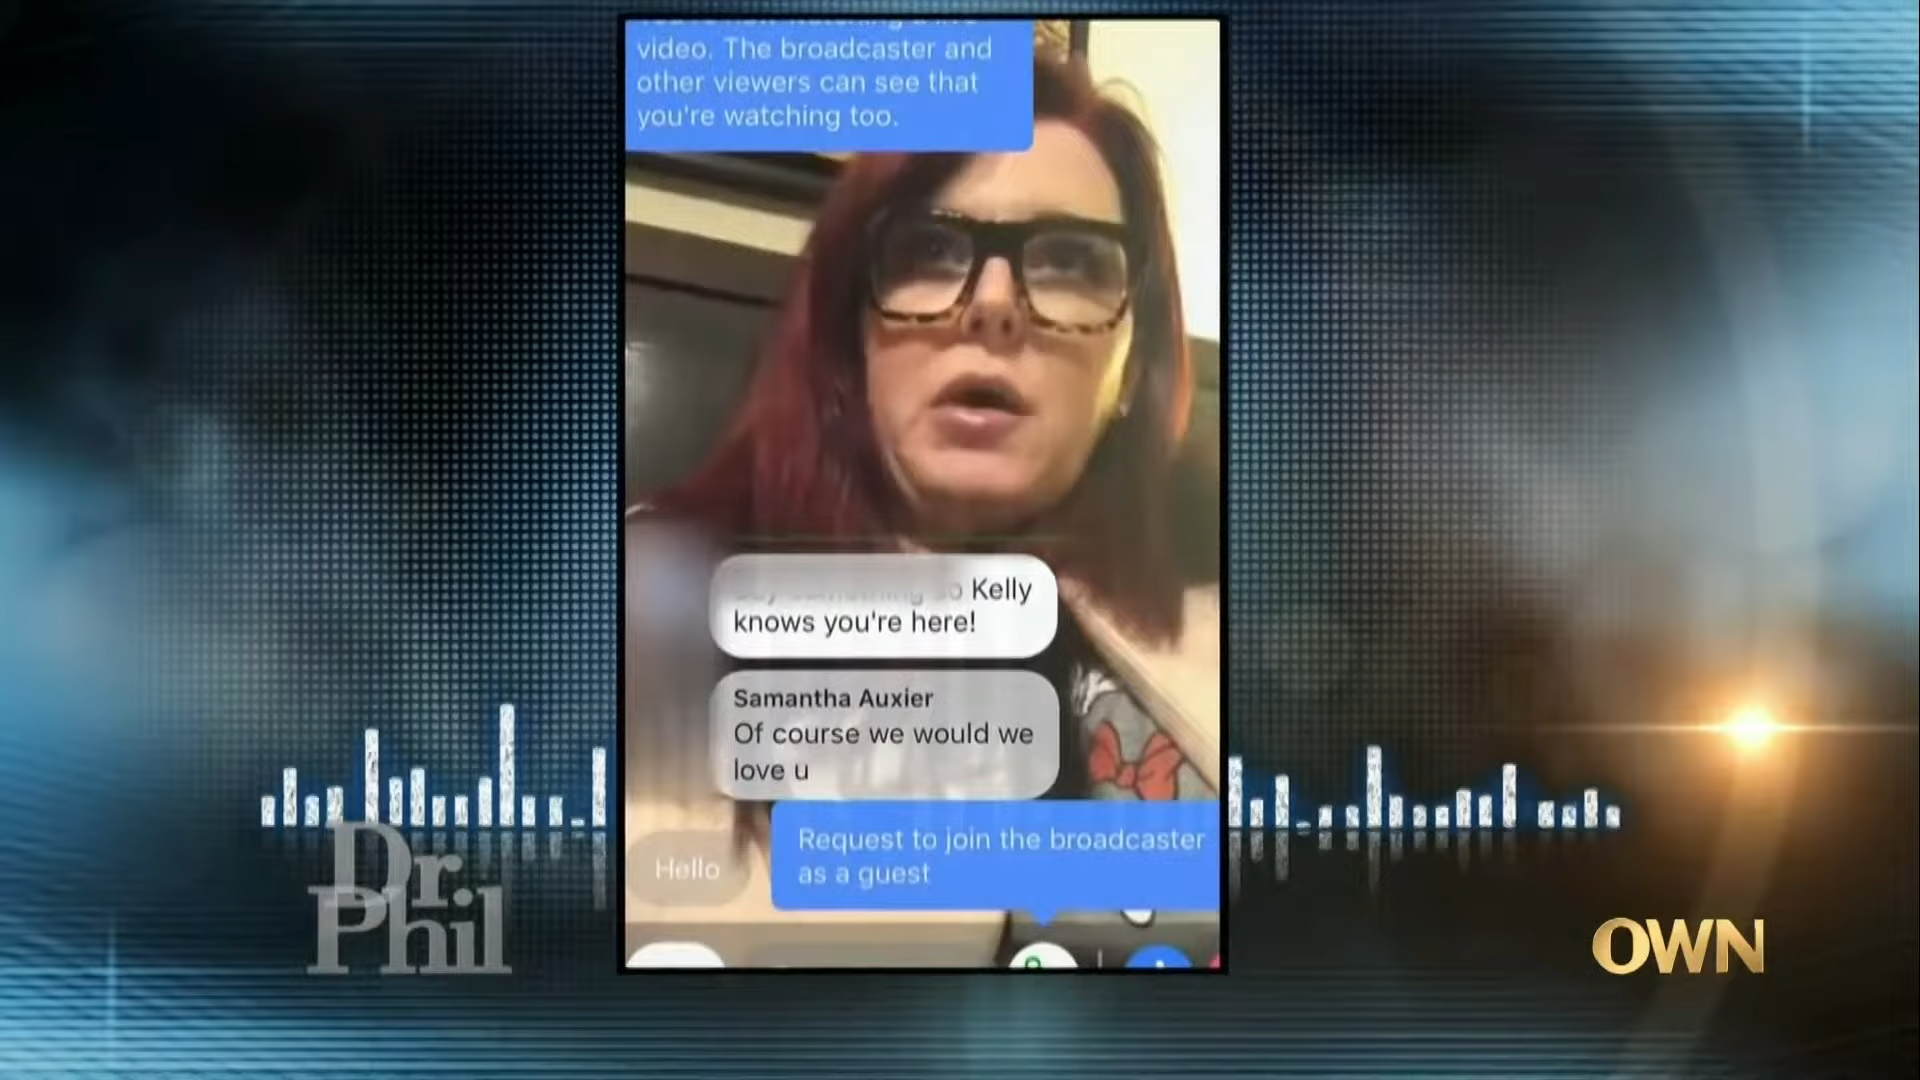 video. The broadcaster and
other viewers can see that
you're watching too.
Kelly
knows you're here!
Samantha Auxier
Of course we would we
love u
Hello
Request to join the broadcaster
as a guest
Dr.
Phil
OWN